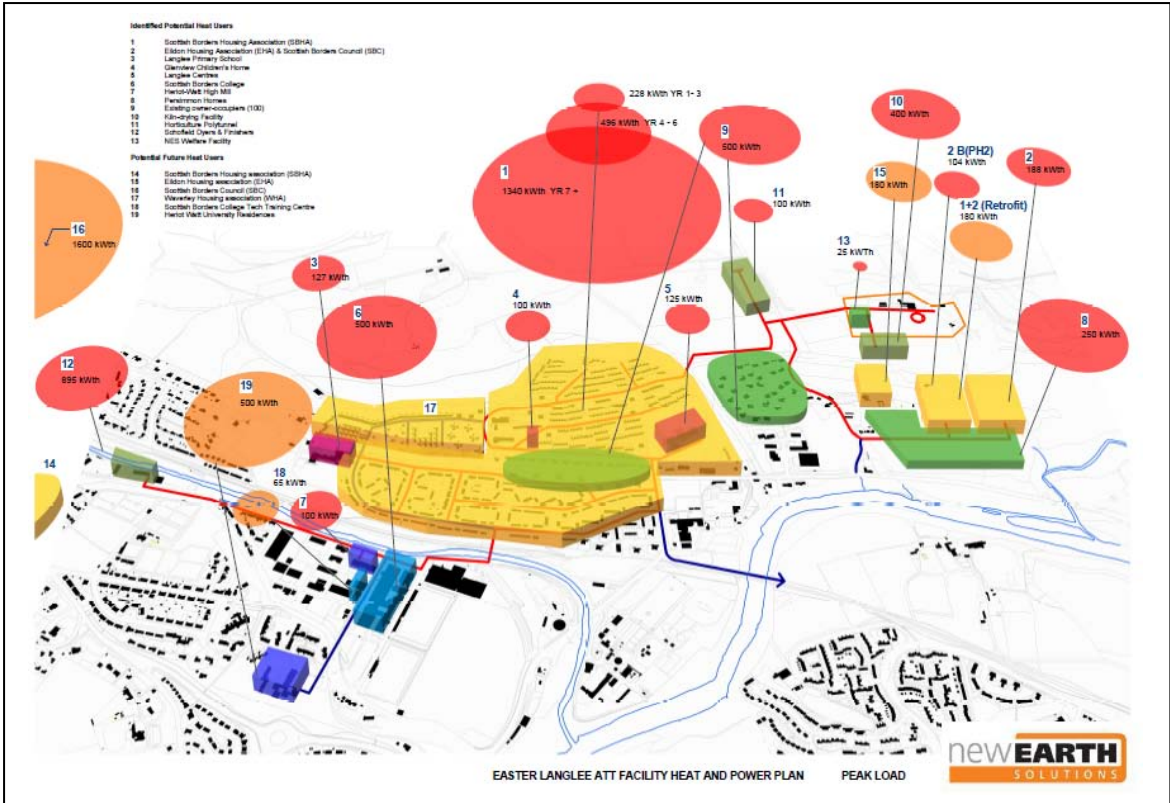 Identified Potential Heat Users
1 Scottish Borders Housing Association (SBHA)
2 Eildon Housing Association (EHA) & Scottish Borders Council (SBC)
3 Langlee Primary School
4 Glenview Children's Home
5 Langlee Centres
6 Scottish Borders College
7 Heriot-Watt High Mill
8 Persimmon Homes
9 Existing owner-occupiers (100)
10 Kiln-drying Facility
11 Horticulture Polytunnel
12 Schofield Dyers & Finishers
13 NES Welfare Facility
Potential Future Heat Users
14 Scottish Borders Housing association (SBHA)
15 Eildon Housing association (EHA)
16 Scottish Borders Council (SBC)
17 Waverley Housing association (WHA)
18 Scottish Borders College Tech Training Centre
19 Heriot Watt University Residences
228 kWth YR 1- 3
496 kWth YR 4 - 6
1
1340 kWth YR 7 +
9
500 kWth
10
400 kWth
2 B(PH2)
104 kWth
2
188 kWth
15
180 kWth
1+2 (Retrofit)
180 kWth
11
100 kWth
13
25 kWTh
16
1600 kWth
3
127 kWth
6
500 kWth
4
100 kWth
5
125 kWth
8
250 kWth
12
895 kWth
19
500 kWth
17
14
18
65 kWth
7
100 kWth
newEARTH
SOLUTIONS
EASTER LANGLEE ATT FACILITY HEAT AND POWER PLAN PEAK LOAD